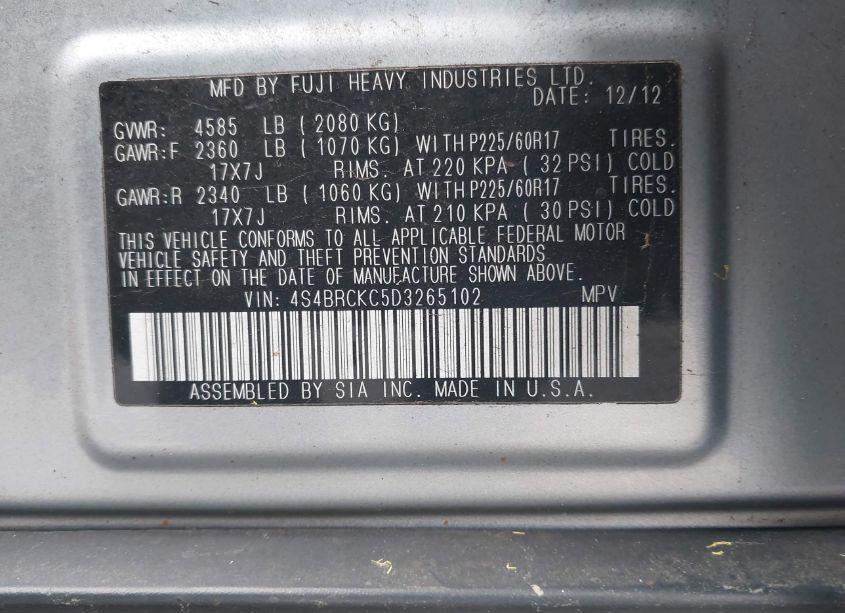 MFD BY FUJI HEAVY INDUSTRIES LTD.
DATE: 12/12
GVWR: 4585 LB ( 2080 KG)
GAWR:F 2360 LB ( 1070 KG) WITH P225/60R17 TIRES.
17X7J RIMS. AT 220 KPA ( 32 PSI) COLD
GAWR:R 2340 LB ( 1060 KG) WITH P225/60R17 TIRES.
17X7J RIMS. AT 210 KPA ( 30 PSI) COLD
THIS VEHICLE CONFORMS TO ALL APPLICABLE FEDERAL MOTOR
VEHICLE SAFETY AND THEFT PREVENTION STANDARDS
IN EFFECT ON THE DATE OF MANUFACTURE SHOWN ABOVE.
VIN: 4S4BRCKC5D3265102 MPV
ASSEMBLED BY SIA INC. MADE IN U.S.A.